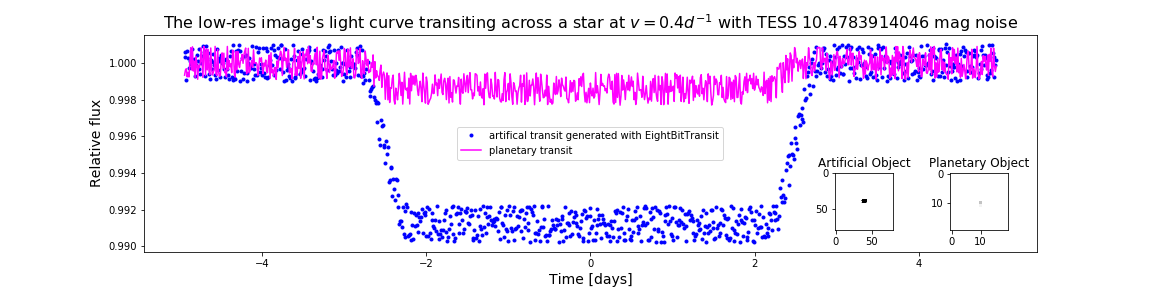 The low-res image's light curve transiting across a star at v = 0.4d⁻¹ with TESS 10.4783914046 mag noise
Relative flux
1.000
0.998
0.996
0.994
0.992
0.990
artifical transit generated with EightBitTransit
planetary transit
Artificial Object
0
50
0
50
Planetary Object
0
10
0
10
−4
−2
0
2
4
Time [days]